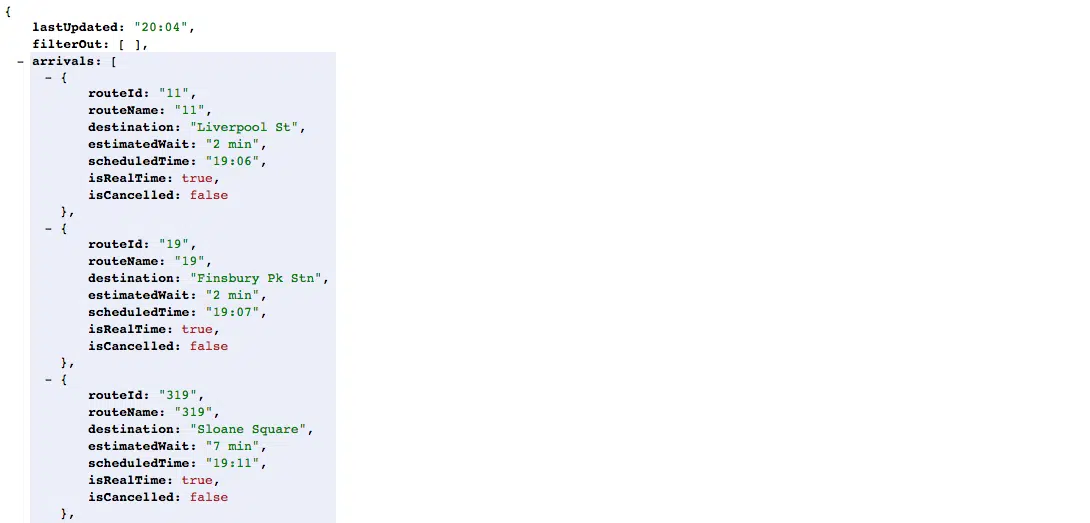 {
lastUpdated: "20:04",
filterOut: [ ],
- arrivals: [
- {
routeId: "11",
routeName: "11",
destination: "Liverpool St",
estimatedWait: "2 min",
scheduledTime: "19:06",
isRealTime: true,
isCancelled: false
},
- {
routeId: "19",
routeName: "19",
destination: "Finsbury Pk Stn",
estimatedWait: "2 min",
scheduledTime: "19:07",
isRealTime: true,
isCancelled: false
},
- {
routeId: "319",
routeName: "319",
destination: "Sloane Square",
estimatedWait: "7 min",
scheduledTime: "19:11",
isRealTime: true,
isCancelled: false
},